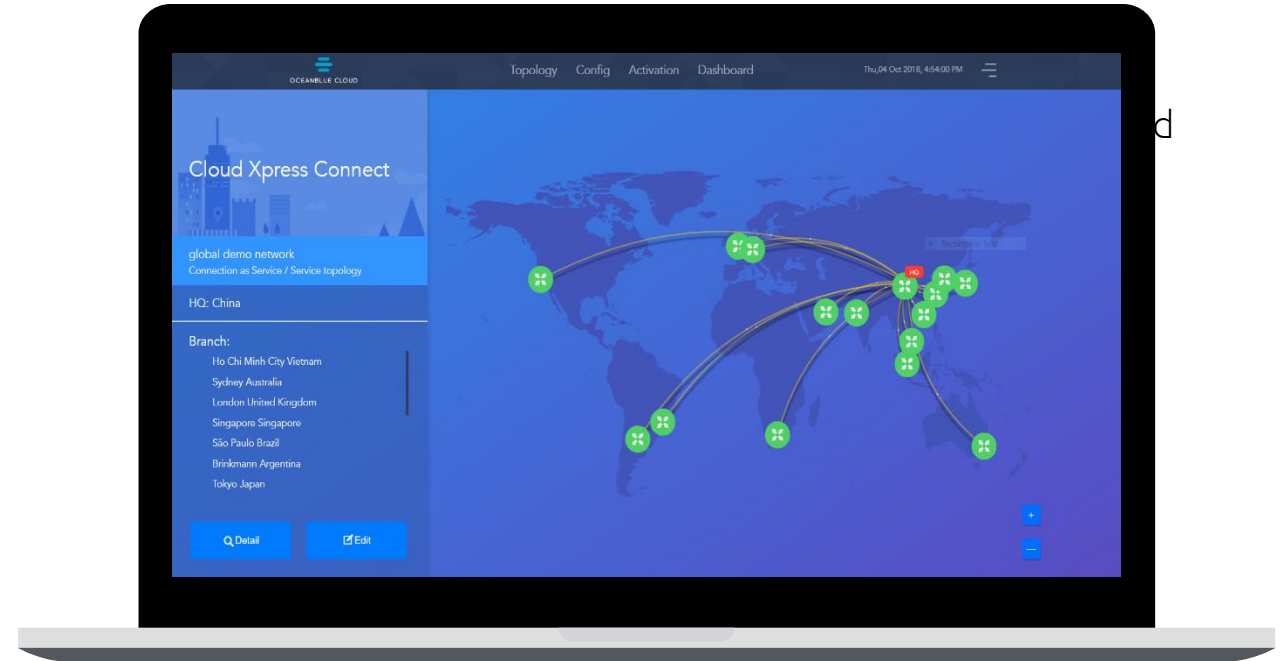 OCEANBLUE CLOUD
Topology Config Activation Dashboard
Thu,04 Oct 2018, 4:54:00 PM
d
Cloud Xpress Connect
global demo network
Connection as Service / Service topology
HQ: China
Branch:
Ho Chi Minh City Vietnam
Sydney Australia
London United Kingdom
Singapore Singapore
São Paulo Brazil
Brinkmann Argentina
Tokyo Japan
Detail
Edit
HQ
Rectangular Snip
+
—